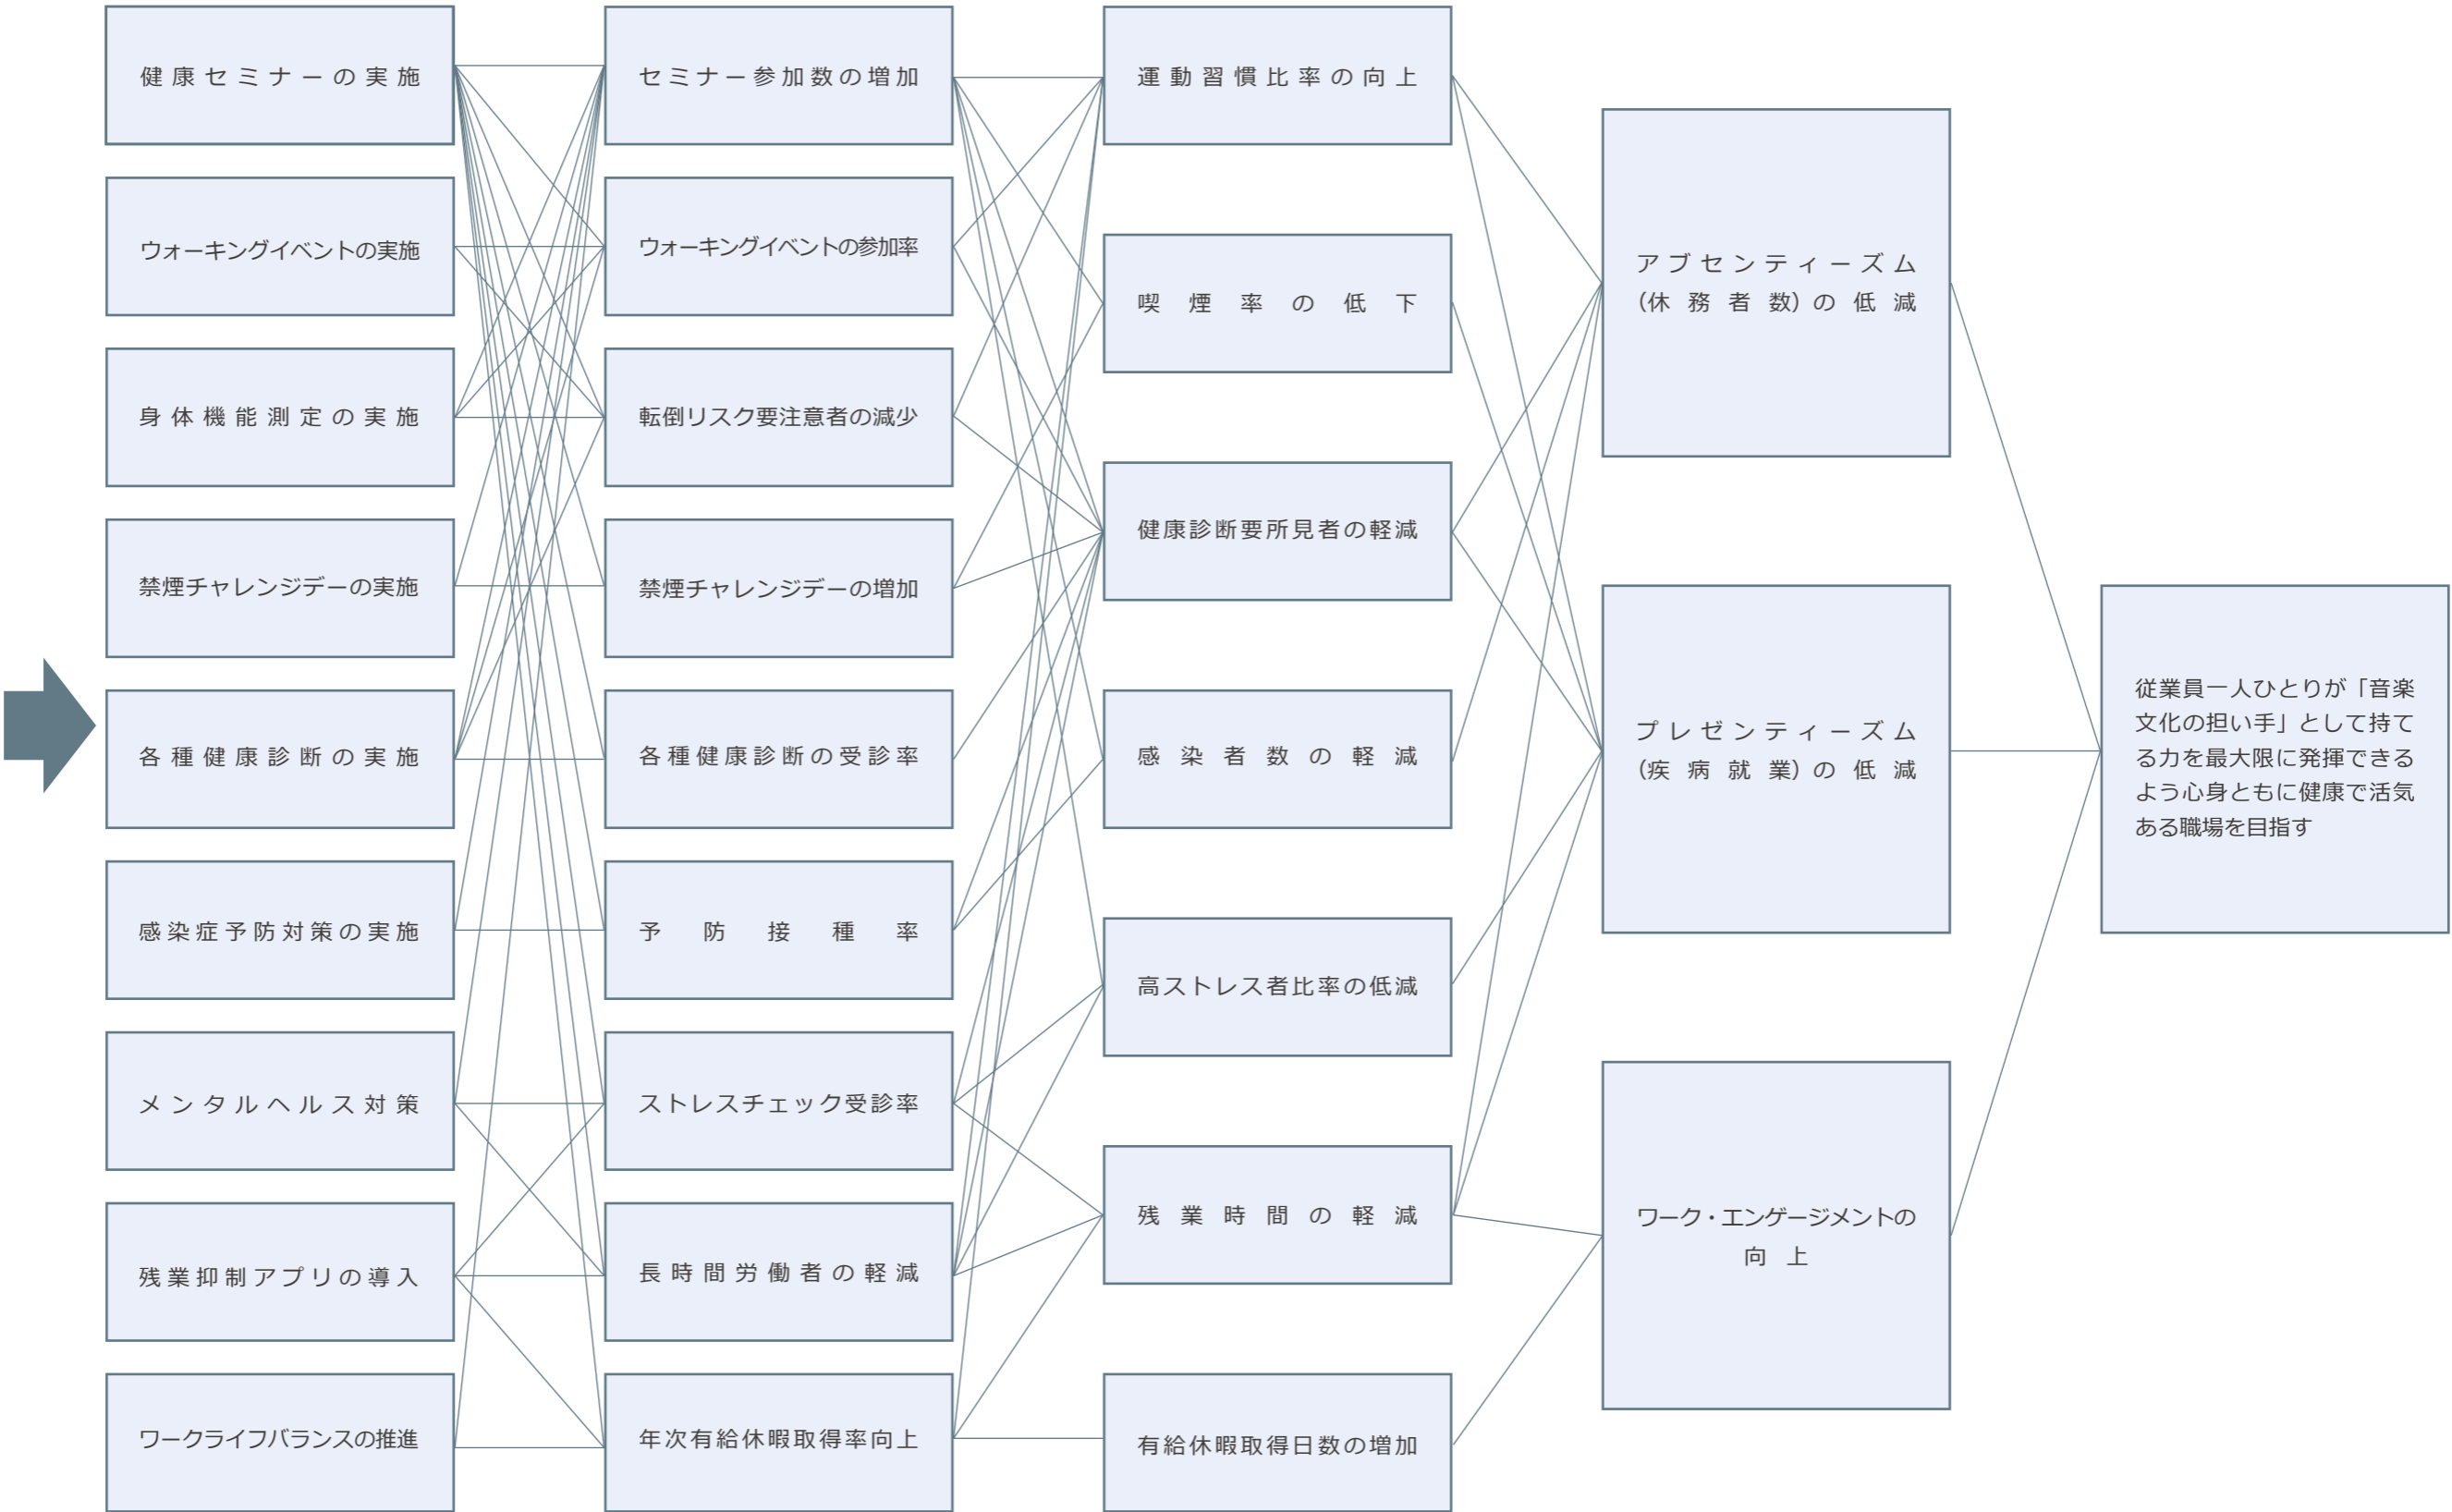 健康セミナーの実施
ウォーキングイベントの実施
身体機能測定の実施
禁煙チャレンジデーの実施
各種健康診断の実施
感染症予防対策の実施
メンタルヘルス対策
残業抑制アプリの導入
ワークライフバランスの推進
セミナー参加数の増加
ウォーキングイベントの参加率
転倒リスク要注意者の減少
禁煙チャレンジデーの増加
各種健康診断の受診率
予防接種率
ストレスチェック受診率
長時間労働者の軽減
年次有給休暇取得率向上
運動習慣比率の向上
喫煙率の低下
健康診断要所見者の軽減
感染者数の軽減
高ストレス者比率の低減
残業時間の軽減
有給休暇取得日数の増加
アブセンティーズム
（休務者数）の低減
プレゼンティーズム
（疾病就業）の低減
ワーク・エンゲージメントの
向上
従業員一人ひとりが「音楽
文化の担い手」として持て
る力を最大限に発揮できる
よう心身ともに健康で活気
ある職場を目指す